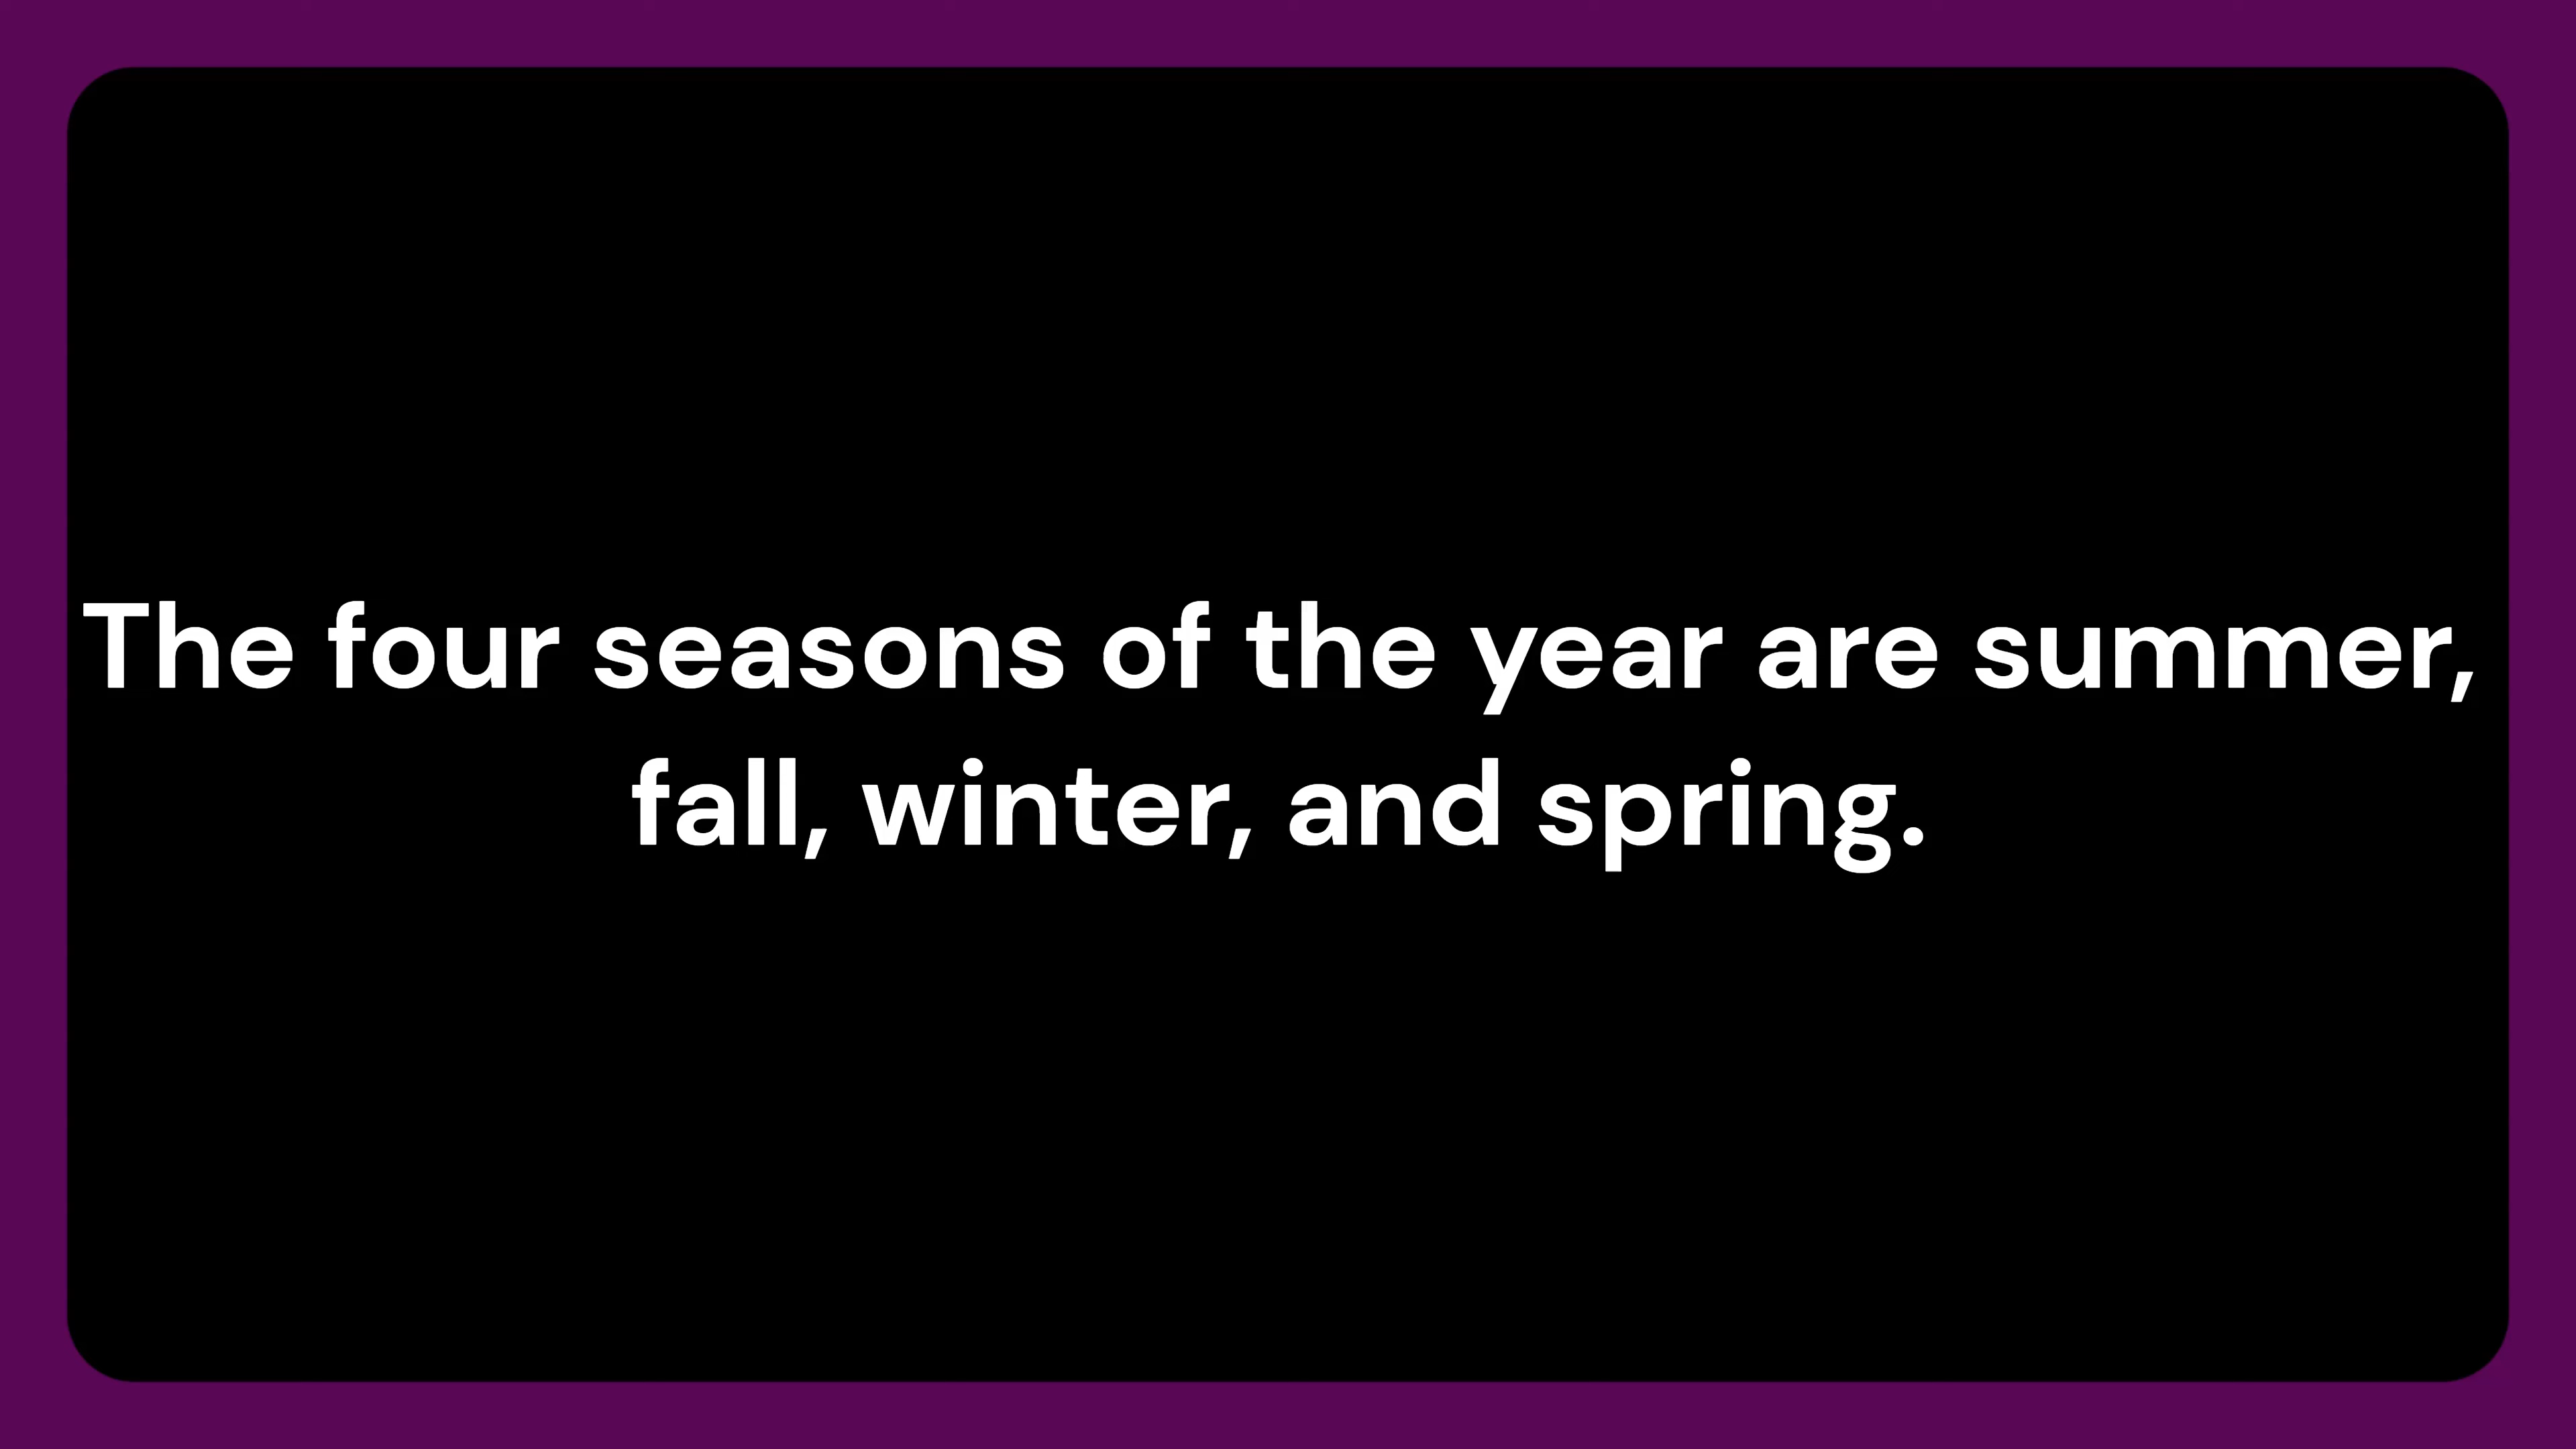 The four seasons of the year are summer,
fall, winter, and spring.